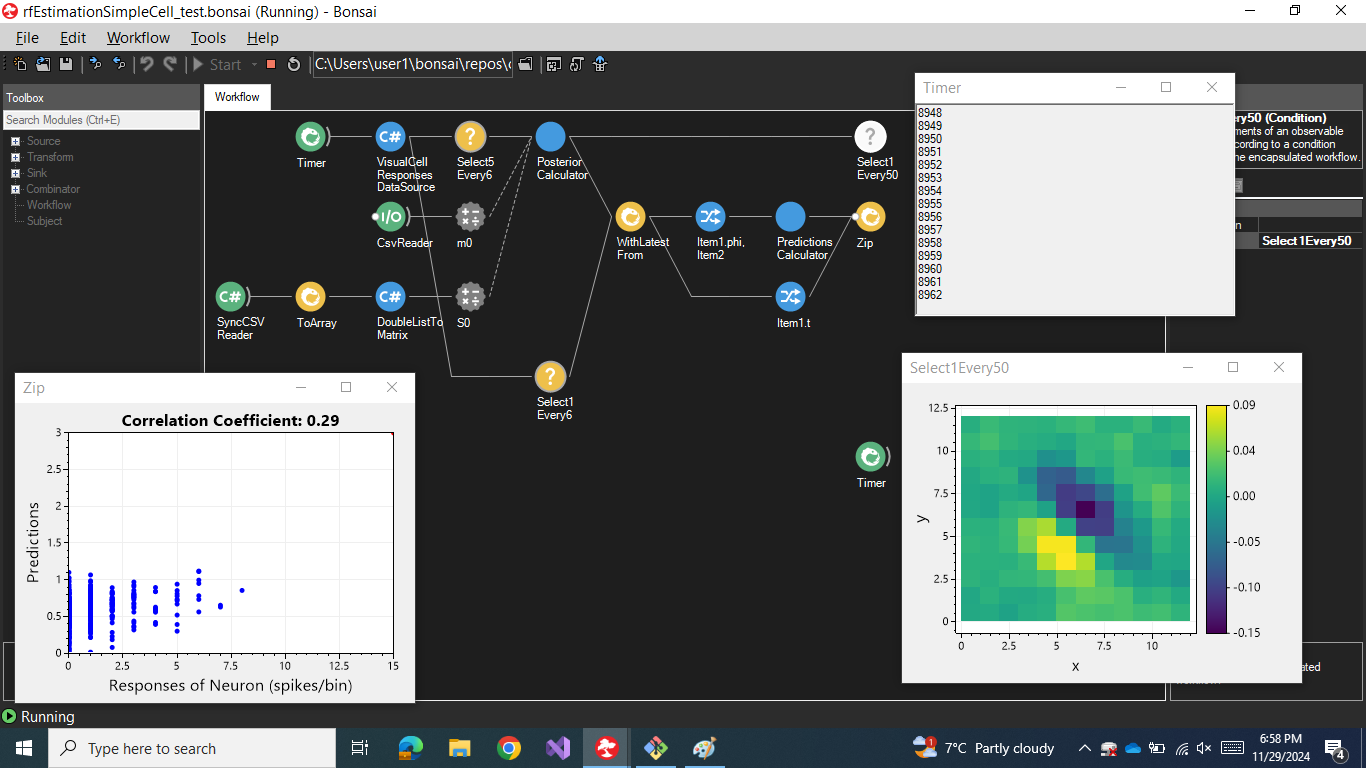 rfEstimationSimpleCell_test.bonsai (Running) - Bonsai
File Edit Workflow Tools Help
Start
C:\Users\user1\bonsai\repos\
Toolbox
Search Modules (Ctrl+E)
Source
Transform
Sink
Combinator
Workflow
Subject
Workflow
Timer
VisualCell
Responses
DataSource
Select5
Every6
Posterior
Calculator
Select1
Every50
CsvReader
m0
WithLatest
From
Item1.phi,
Item2
Predictions
Calculator
Zip
SyncCSV
Reader
ToArray
DoubleListTo
Matrix
S0
Item1.t
Select1
Every6
Timer
Timer
8948
8949
8950
8951
8952
8953
8954
8955
8956
8957
8958
8959
8960
8961
8962
ery50 (Condition)
ments of an observable
cording to a condition
ne encapsulated workflow.
n
Select1Every50
Zip
Correlation Coefficient: 0.29
3
2.5
2
1.5
1
0.5
0
Predictions
0 2.5 5 7.5 10 12.5 15
Responses of Neuron (spikes/bin)
Select1Every50
12.5
10
7.5
5
2.5
0
y
0 2.5 5 7.5 10
x
0.09
0.04
0.00
-0.05
-0.10
-0.15
ated
Running
Type here to search
1
7°C Partly cloudy
6:58 PM
11/29/2024
4